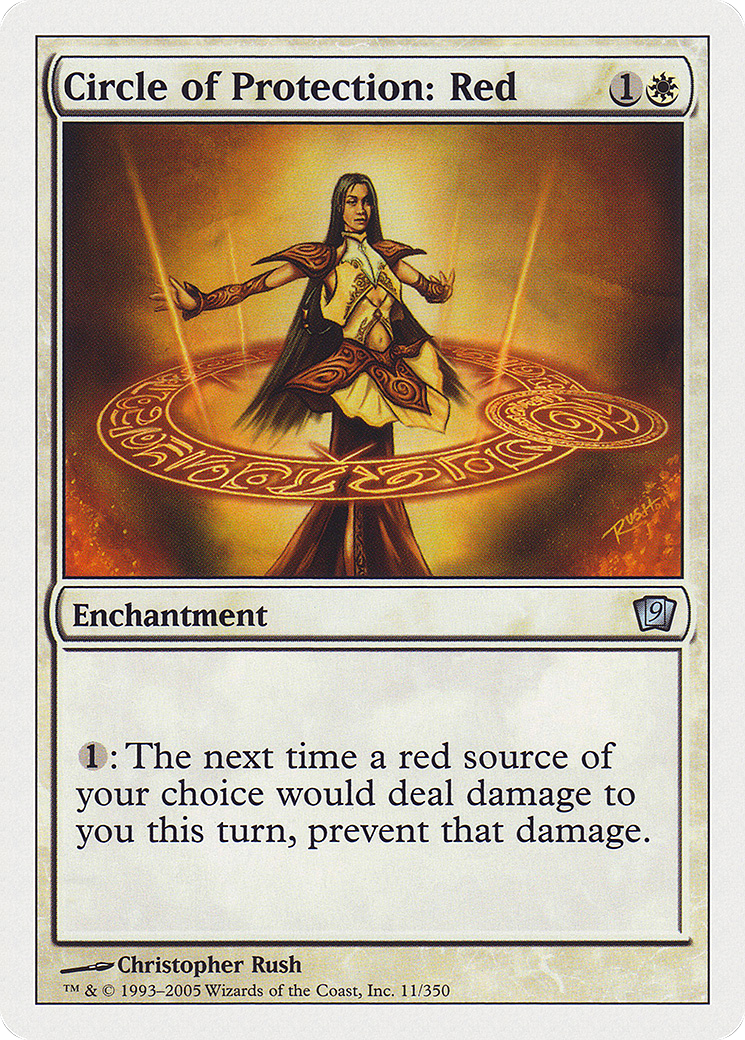 Circle of Protection: Red 1
RUSH04
Enchantment 9
1: The next time a red source of
your choice would deal damage to
you this turn, prevent that damage.
Christopher Rush
™ & © 1993–2005 Wizards of the Coast, Inc. 11/350